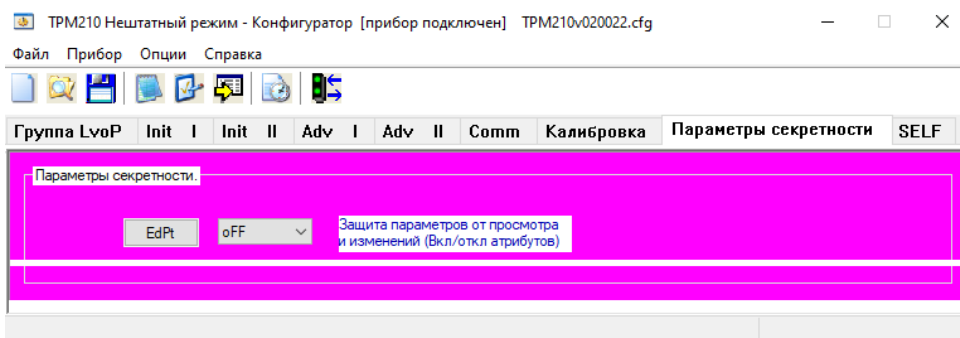 ТРМ210 Нештатный режим - Конфигуратор [прибор подключен] TPM210v020022.cfg
Файл Прибор Опции Справка
Группа LvoP Init I Init II Adv I Adv II Comm Калибровка Параметры секретности SELF
Параметры секретности.
EdPt oFF Защита параметров от просмотра
и изменений (Вкл/откл атрибутов)